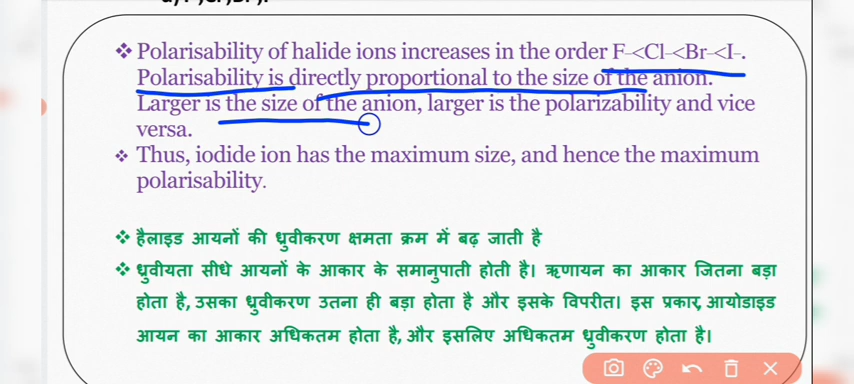 ❖ Polarisability of halide ions increases in the order F-<Cl-<Br-<I-.
Polarisability is directly proportional to the size of the anion.
Larger is the size of the anion, larger is the polarizability and vice
versa.
❖ Thus, iodide ion has the maximum size, and hence the maximum
polarisability.
❖ हैलाइड आयनों की ध्रुवीकरण क्षमता क्रम में बढ़ जाती है
❖ ध्रुवीयता सीधे आयनों के आकार के समानुपाती होती है। ऋणायन का आकार जितना बड़ा
होता है, उसका ध्रुवीकरण उतना ही बड़ा होता है और इसके विपरीत। इस प्रकार, आयोडाइड
आयन का आकार अधिकतम होता है, और इसलिए अधिकतम ध्रुवीकरण होता है।